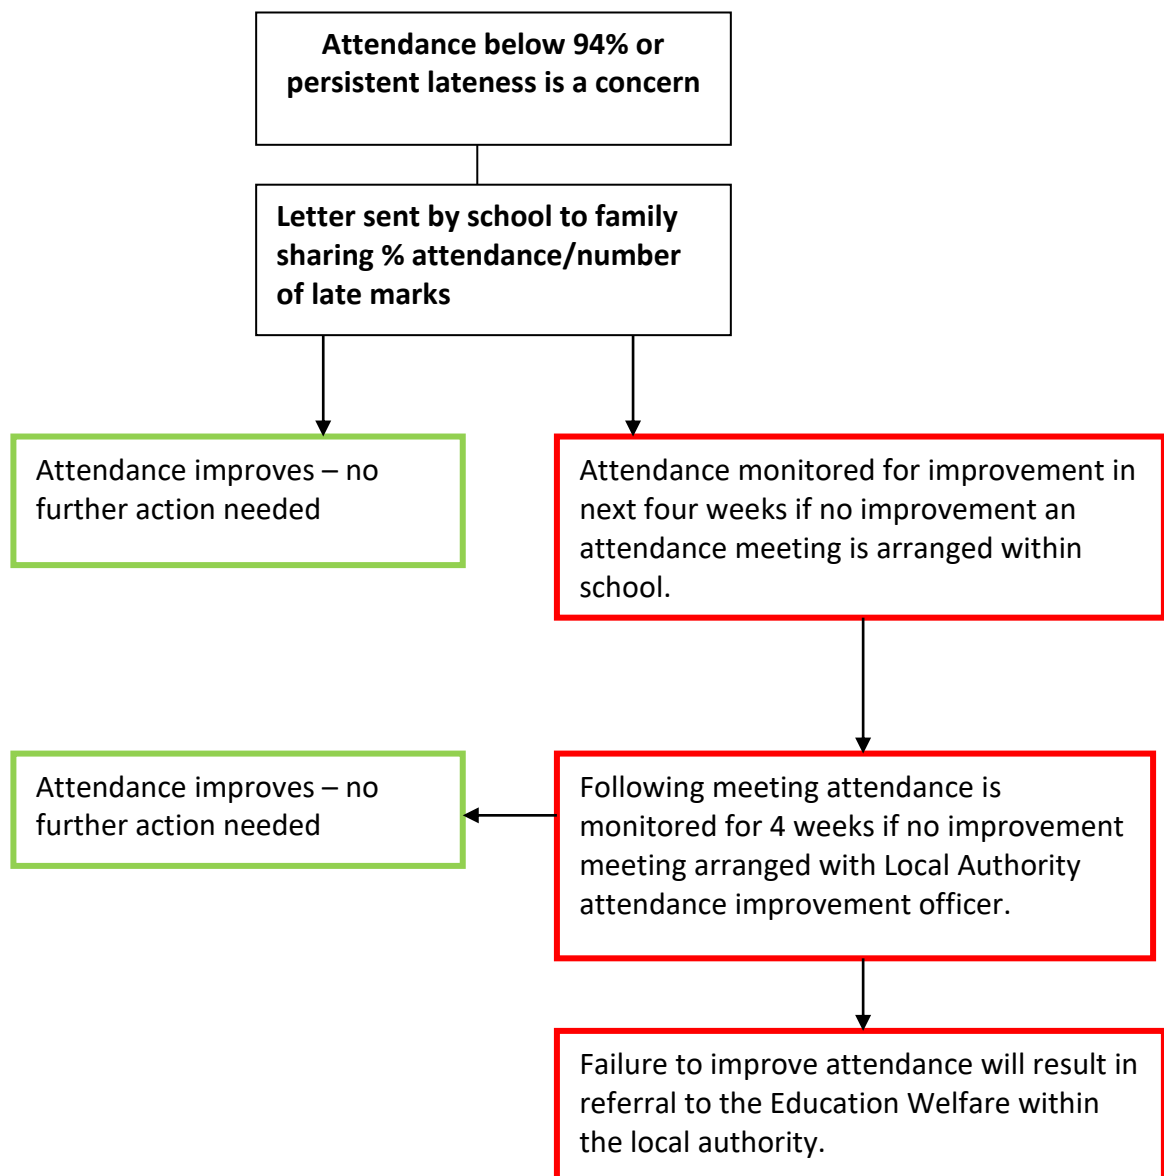 Attendance below 94% or
persistent lateness is a concern
Letter sent by school to family
sharing % attendance/number
of late marks
Attendance improves – no
further action needed
Attendance monitored for improvement in
next four weeks if no improvement an
attendance meeting is arranged within
school.
Attendance improves – no
further action needed
Following meeting attendance is
monitored for 4 weeks if no improvement
meeting arranged with Local Authority
attendance improvement officer.
Failure to improve attendance will result in
referral to the Education Welfare within
the local authority.